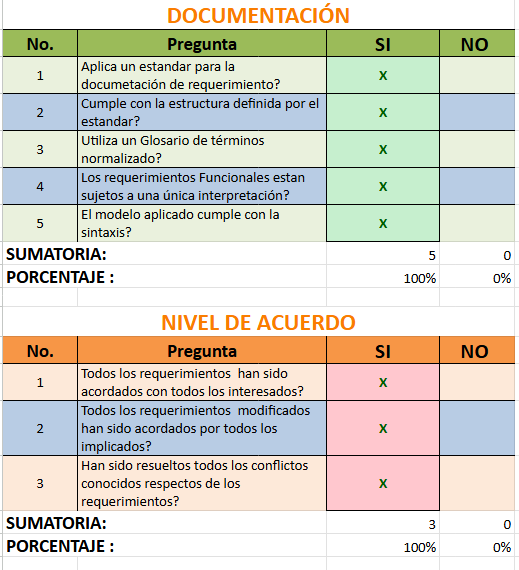 DOCUMENTACIÓN
No. Pregunta SI NO
1 Aplica un estandar para la documetación de requerimiento? X
2 Cumple con la estructura definida por el estandar? X
3 Utiliza un Glosario de términos normalizado? X
4 Los requerimientos Funcionales estan sujetos a una única interpretación? X
5 El modelo aplicado cumple con la sintaxis? X
SUMATORIA: 5 0
PORCENTAJE : 100% 0%
NIVEL DE ACUERDO
No. Pregunta SI NO
1 Todos los requerimientos han sido acordados con todos los interesados? X
2 Todos los requerimientos modificados han sido acordados por todos los implicados? X
3 Han sido resueltos todos los conflictos conocidos respectos de los requerimientos? X
SUMATORIA: 3 0
PORCENTAJE : 100% 0%